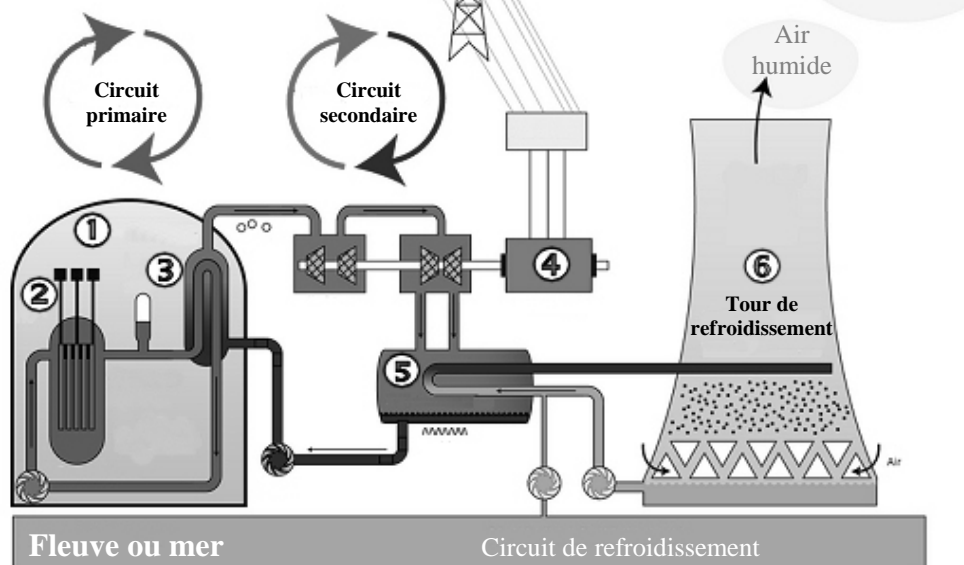 Air
humide
Circuit
primaire
Circuit
secondaire
1
2
3
4
5
6
Tour de
refroidissement
Air
Fleuve ou mer
Circuit de refroidissement